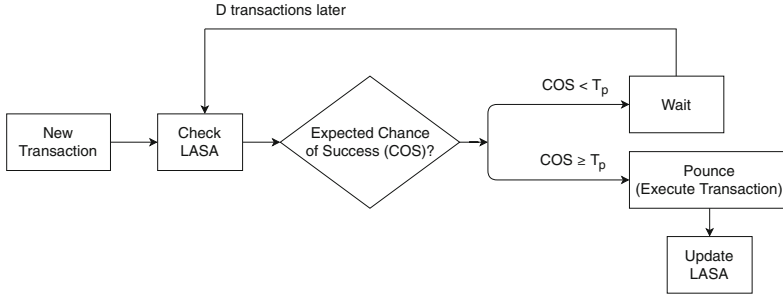 D transactions later
New
Transaction
Check
LASA
Expected Chance
of Success (COS)?
COS < Tp
Wait
COS ≥ Tp
Pounce
(Execute Transaction)
Update
LASA